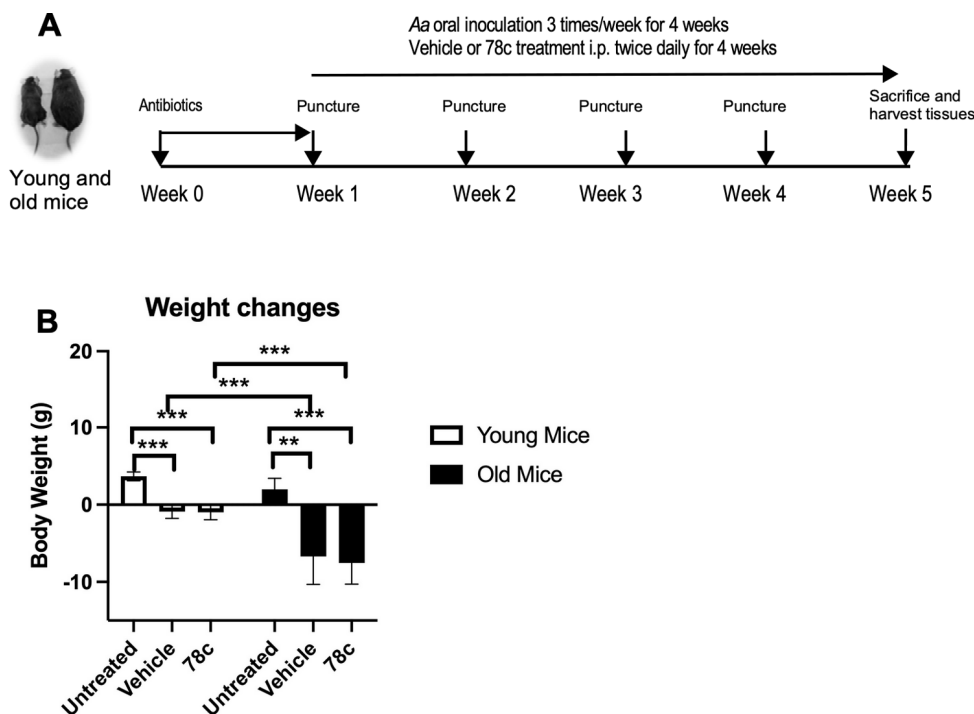 A
Aa oral inoculation 3 times/week for 4 weeks
Vehicle or 78c treatment i.p. twice daily for 4 weeks
Antibiotics
Puncture
Puncture
Puncture
Puncture
Sacrifice and
harvest tissues
Young and
old mice
Week 0
Week 1
Week 2
Week 3
Week 4
Week 5
B
Weight changes
Body Weight (g)
20
10
0
-10
***
***
***
***
***
**
Untreated
Vehicle
78c
Untreated
Vehicle
78c
Young Mice
Old Mice